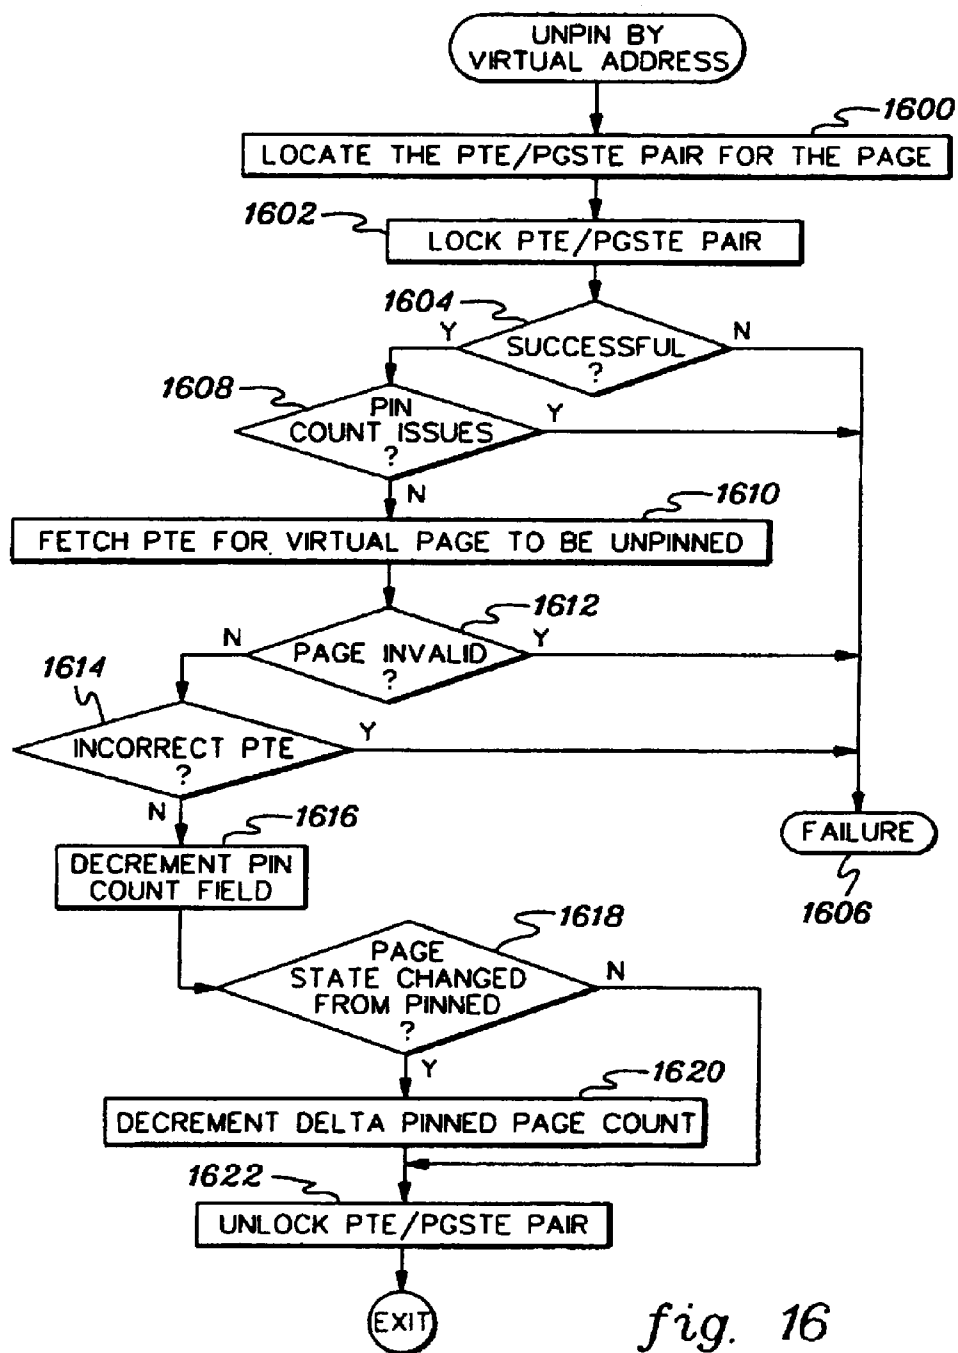 UNPIN BY
VIRTUAL ADDRESS
1600
LOCATE THE PTE/PGSTE PAIR FOR THE PAGE
1602
LOCK PTE/PGSTE PAIR
1604
Y
N
SUCCESSFUL
?
1608
PIN
COUNT ISSUES
?
Y
N
1610
FETCH PTE FOR VIRTUAL PAGE TO BE UNPINNED
1612
N
Y
PAGE INVALID
?
1614
INCORRECT PTE
?
Y
N
1616
DECREMENT PIN
COUNT FIELD
FAILURE
1606
1618
PAGE
STATE CHANGED
FROM PINNED
?
N
Y
1620
DECREMENT DELTA PINNED PAGE COUNT
1622
UNLOCK PTE/PGSTE PAIR
EXIT
fig. 16